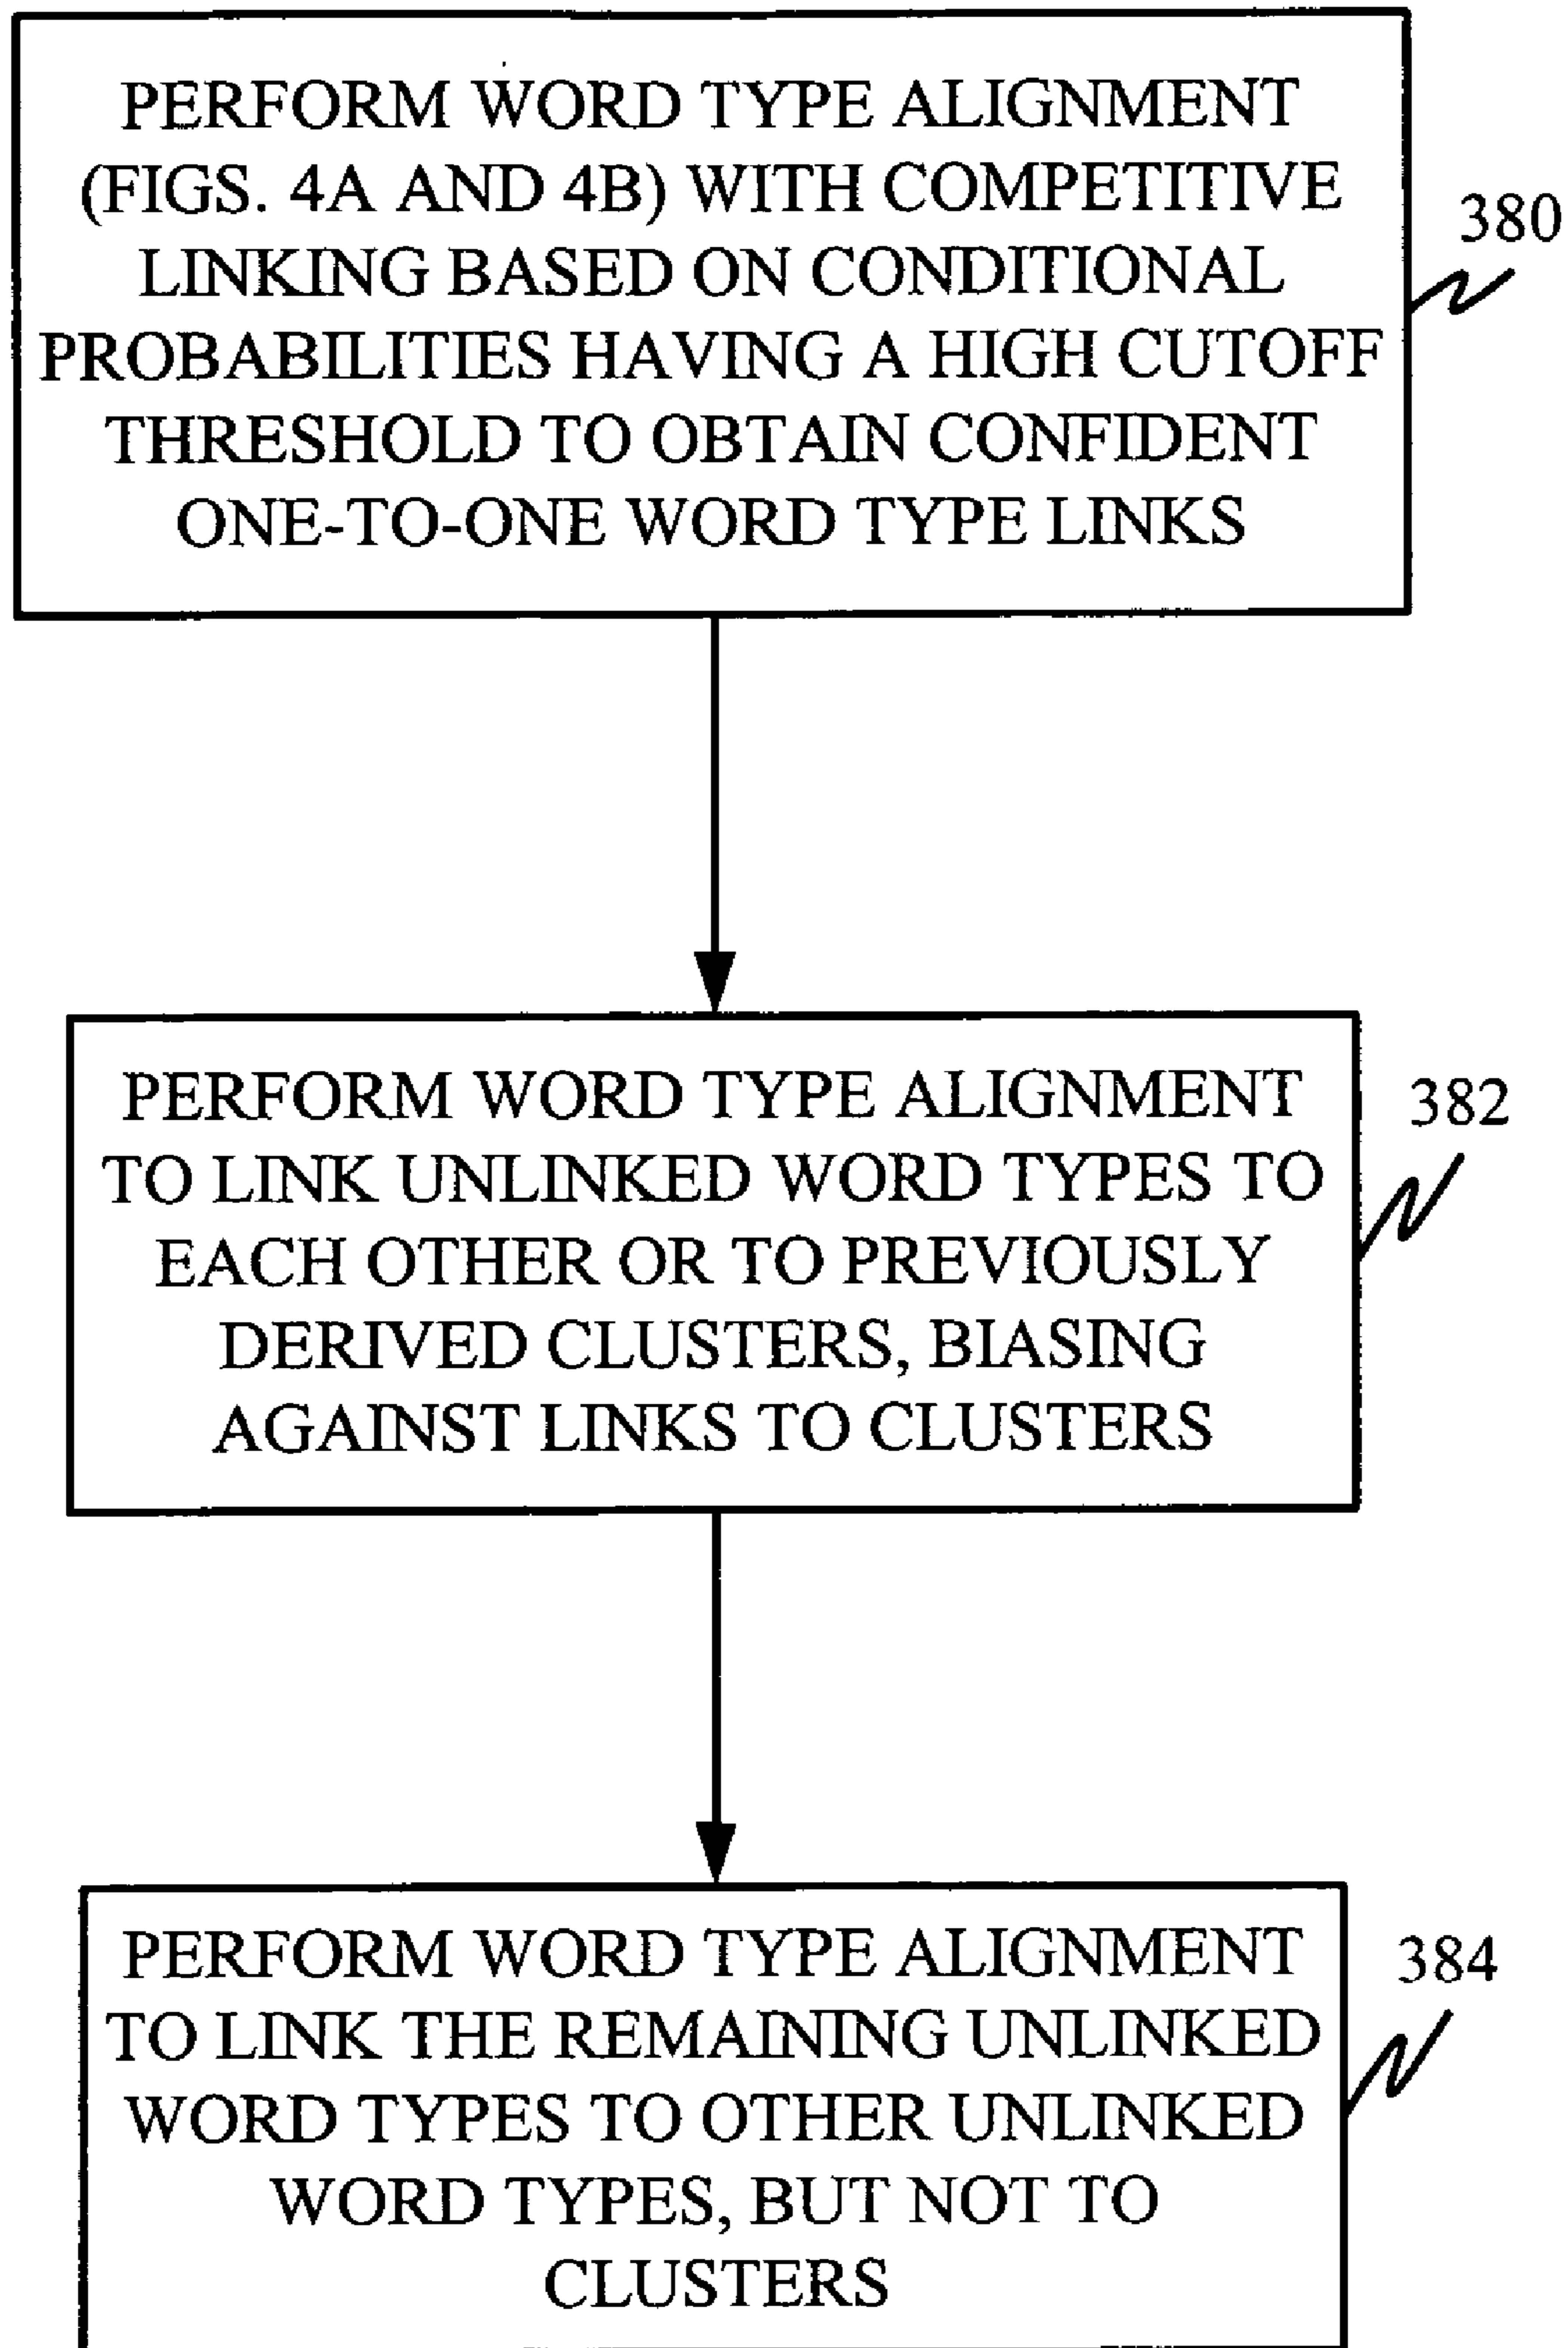 PERFORM WORD TYPE ALIGNMENT
(FIGS. 4A AND 4B) WITH COMPETITIVE
LINKING BASED ON CONDITIONAL
PROBABILITIES HAVING A HIGH CUTOFF
THRESHOLD TO OBTAIN CONFIDENT
ONE-TO-ONE WORD TYPE LINKS
380
PERFORM WORD TYPE ALIGNMENT
TO LINK UNLINKED WORD TYPES TO
EACH OTHER OR TO PREVIOUSLY
DERIVED CLUSTERS, BIASING
AGAINST LINKS TO CLUSTERS
382
PERFORM WORD TYPE ALIGNMENT
TO LINK THE REMAINING UNLINKED
WORD TYPES TO OTHER UNLINKED
WORD TYPES, BUT NOT TO
CLUSTERS
384